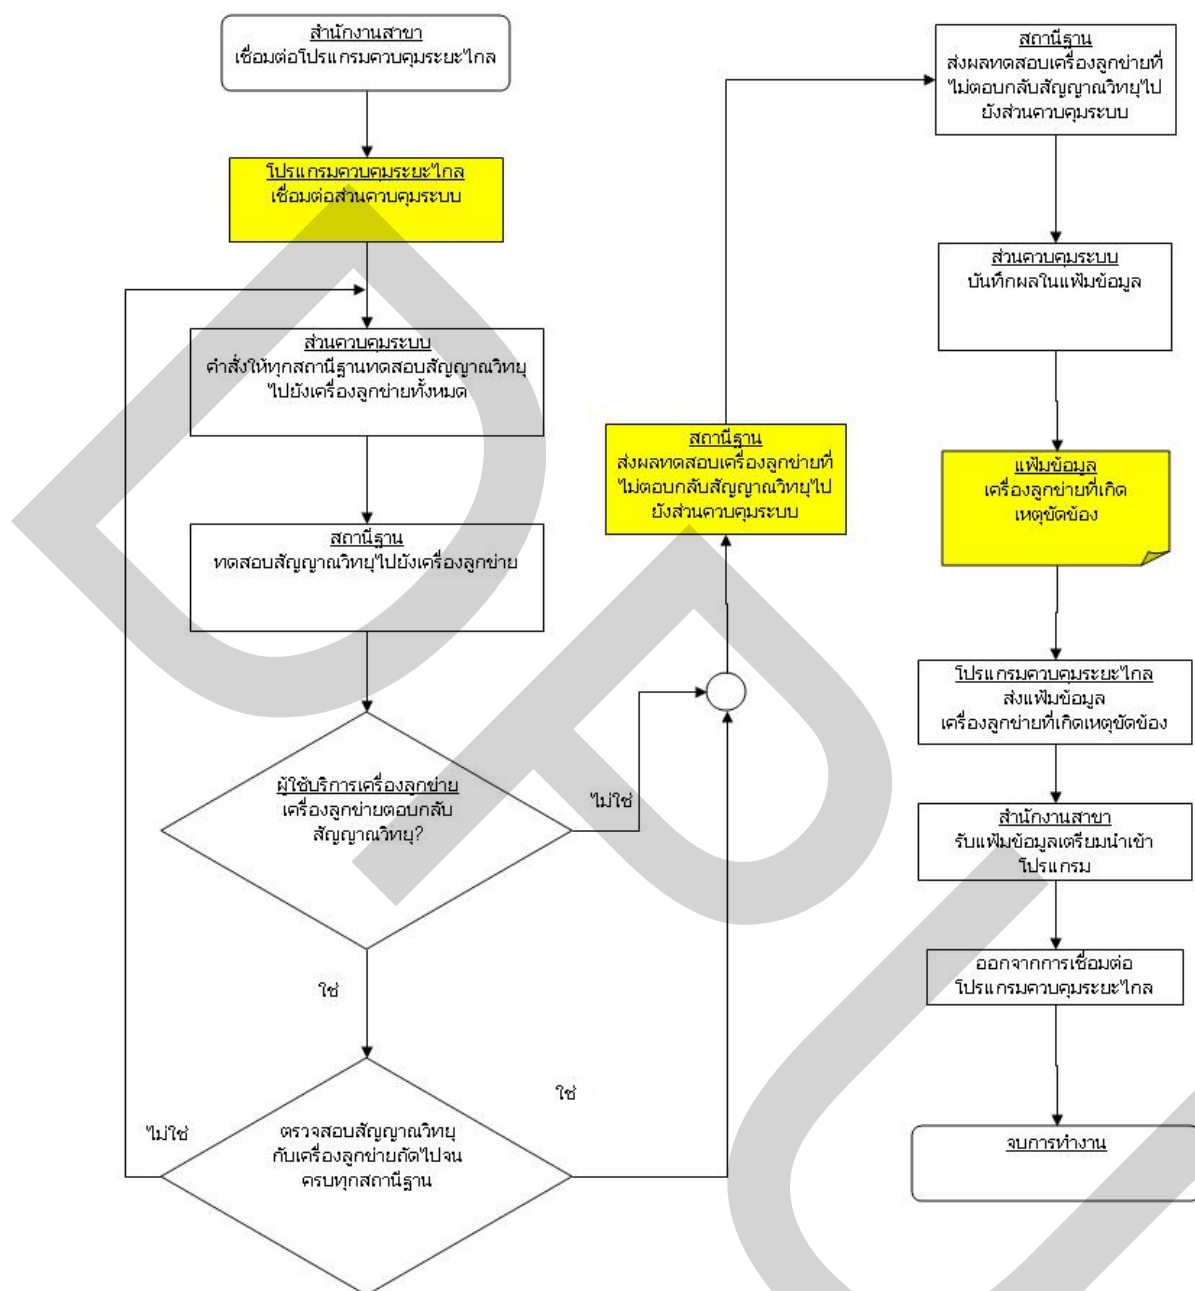 สำนักงานสาขา
เชื่อมต่อโปรแกรมควบคุมระยะไกล
โปรแกรมควบคุมระยะไกล
เชื่อมต่อส่วนควบคุมระบบ
ส่วนควบคุมระบบ
คำสั่งให้ทุกสถานีฐานทดสอบสัญญาณวิทยุ
ไปยังเครื่องลูกข่ายทั้งหมด
สถานีฐาน
ทดสอบสัญญาณวิทยุไปยังเครื่องลูกข่าย
ผู้ใช้บริการเครื่องลูกข่าย
เครื่องลูกข่ายตอบกลับ
สัญญาณวิทยุ?
ไม่ใช่
ใช่
ตรวจสอบสัญญาณวิทยุ
กับเครื่องลูกข่ายถัดไปจน
ครบทุกสถานีฐาน
ไม่ใช่
ใช่
สถานีฐาน
ส่งผลทดสอบเครื่องลูกข่ายที่
ไม่ตอบกลับสัญญาณวิทยุไป
ยังส่วนควบคุมระบบ
สถานีฐาน
ส่งผลทดสอบเครื่องลูกข่ายที่
ไม่ตอบกลับสัญญาณวิทยุไป
ยังส่วนควบคุมระบบ
ส่วนควบคุมระบบ
บันทึกผลในแฟ้มข้อมูล
แฟ้มข้อมูล
เครื่องลูกข่ายที่เกิด
เหตุขัดข้อง
โปรแกรมควบคุมระยะไกล
ส่งแฟ้มข้อมูล
เครื่องลูกข่ายที่เกิดเหตุขัดข้อง
สำนักงานสาขา
รับแฟ้มข้อมูลเตรียมนำเข้า
โปรแกรม
ออกจากการเชื่อมต่อ
โปรแกรมควบคุมระยะไกล
จบการทำงาน